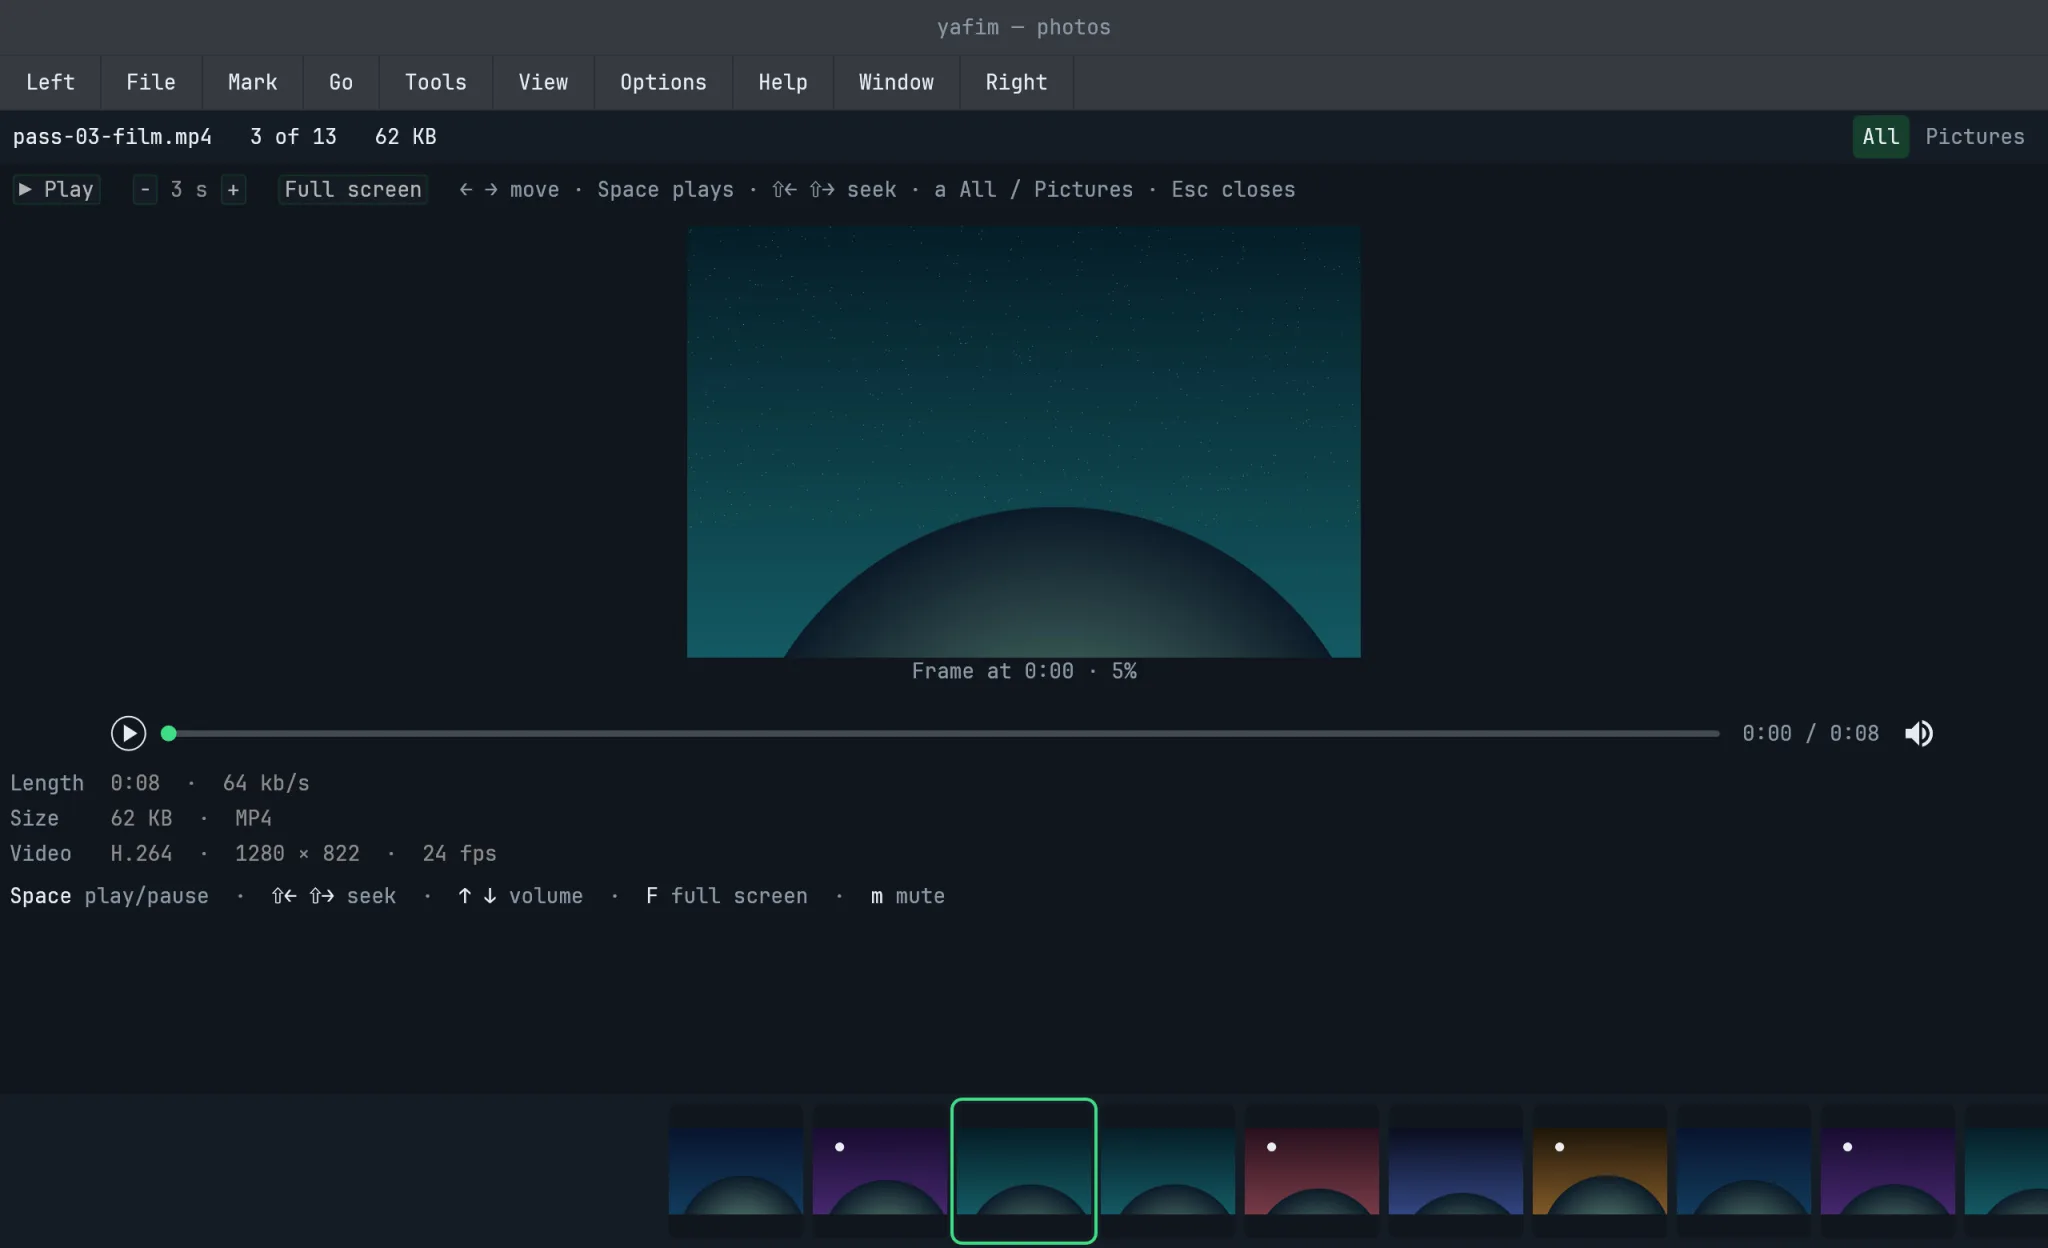 yafim — photos
Left File Mark Go Tools View Options Help Window Right
pass-03-film.mp4 3 of 13 62 KB All Pictures
▶ Play - 3 s + Full screen ← → move · Space plays · ⇧← ⇧→ seek · a All / Pictures · Esc closes
Frame at 0:00 · 5%
0:00 / 0:08
Length 0:08 · 64 kb/s
Size 62 KB · MP4
Video H.264 · 1280 × 822 · 24 fps
Space play/pause · ⇧← ⇧→ seek · ↑ ↓ volume · F full screen · m mute